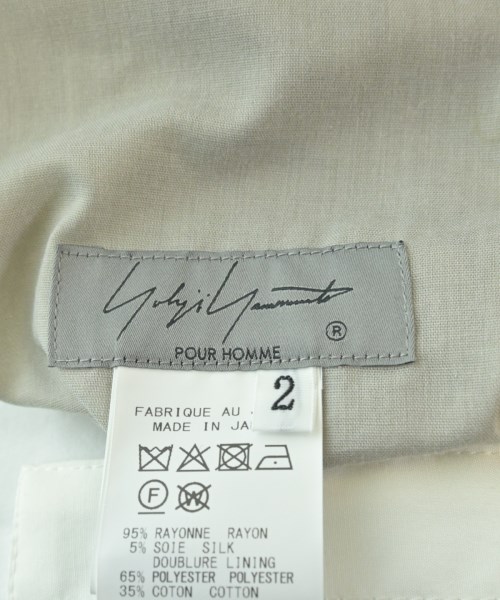 Yohji Yamamoto
®
POUR HOMME
2
FABRIQUE AU
MADE IN JA
F W
95% RAYONNE RAYON
5% SOIE SILK
DOUBLURE LINING
65% POLYESTER POLYESTER
35% COTON COTTON